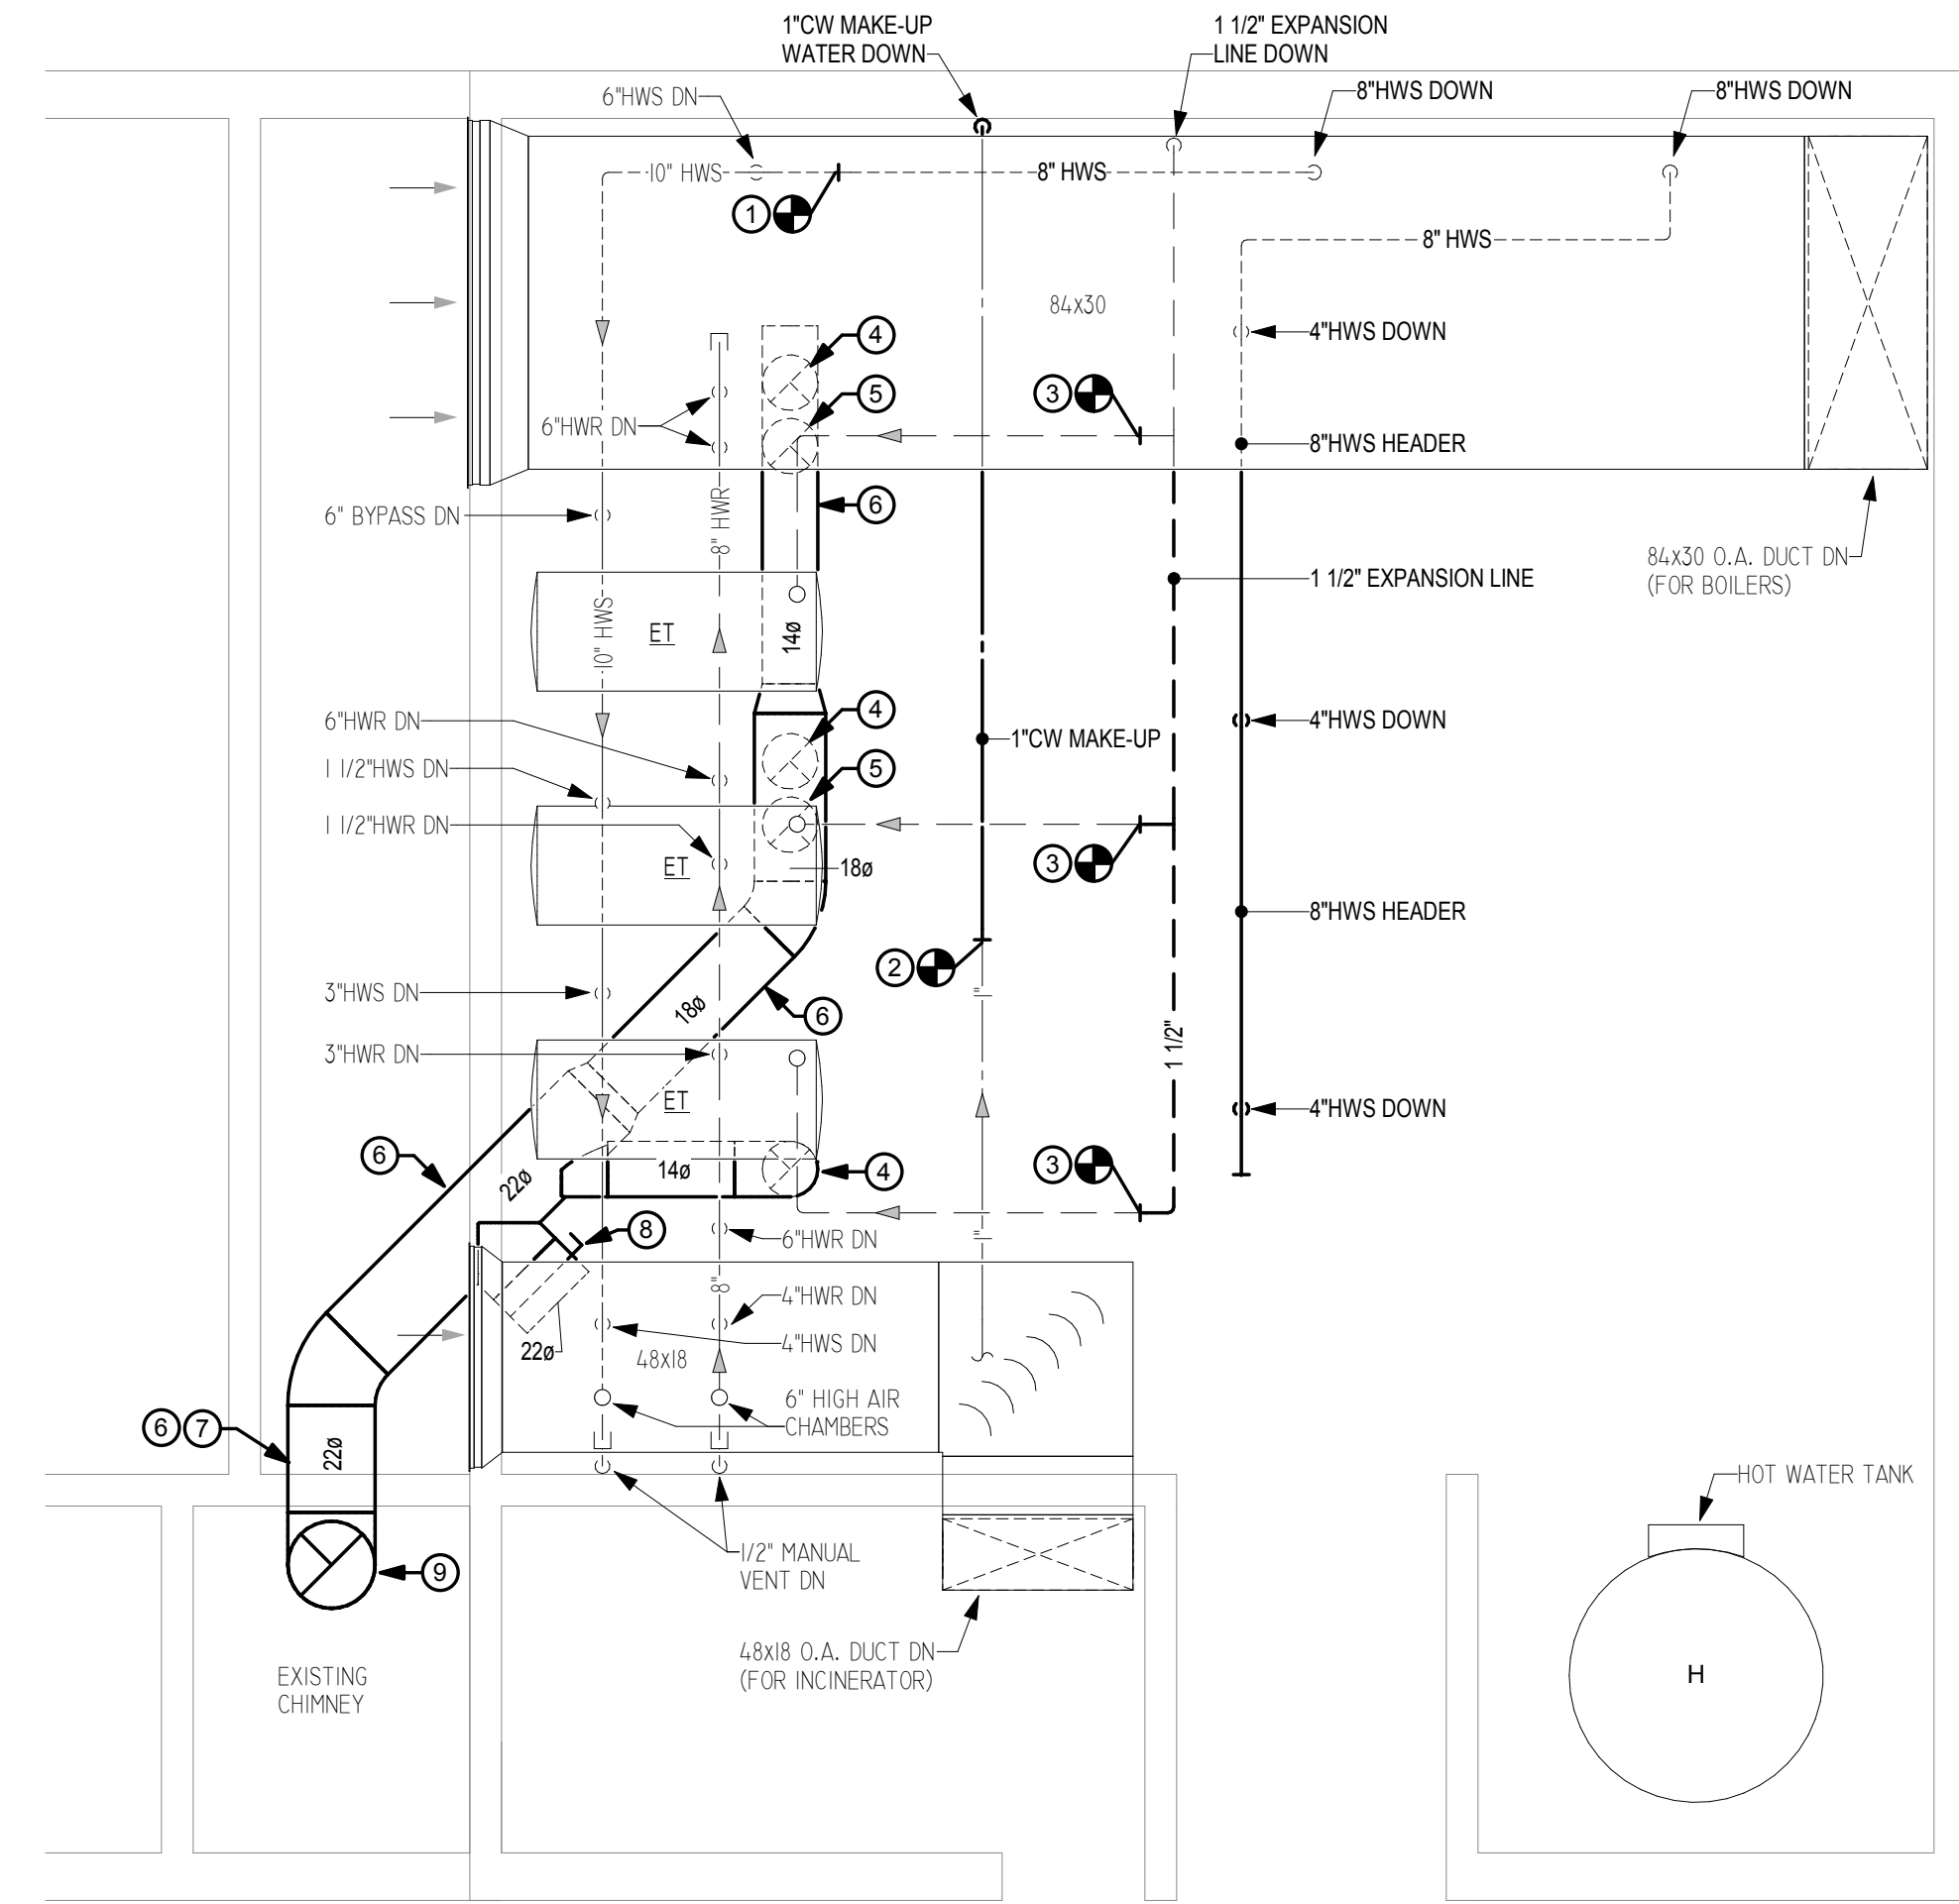 1"CW MAKE-UP
WATER DOWN
1 1/2" EXPANSION
LINE DOWN
6"HWS DN
8"HWS DOWN
8"HWS DOWN
10" HWS
8" HWS
1
8" HWS
84x30
4
4"HWS DOWN
3
5
6"HWR DN
8"HWS HEADER
8" HWR
6
6" BYPASS DN
84x30 O.A. DUCT DN
(FOR BOILERS)
1 1/2" EXPANSION LINE
10" HWS
ET
14ø
6"HWR DN
4
4"HWS DOWN
1"CW MAKE-UP
1 1/2"HWS DN
5
1 1/2"HWR DN
ET
18ø
3
8"HWS HEADER
2
3"HWS DN
1"
18ø
6
3"HWR DN
1 1/2"
ET
4"HWS DOWN
6
22ø
14ø
4
3
8
6"HWR DN
1"
8"
4"HWR DN
22ø
48x18
4"HWS DN
6" HIGH AIR
CHAMBERS
6
7
22ø
HOT WATER TANK
1/2" MANUAL
VENT DN
9
48x18 O.A. DUCT DN
(FOR INCINERATOR)
EXISTING
CHIMNEY
H